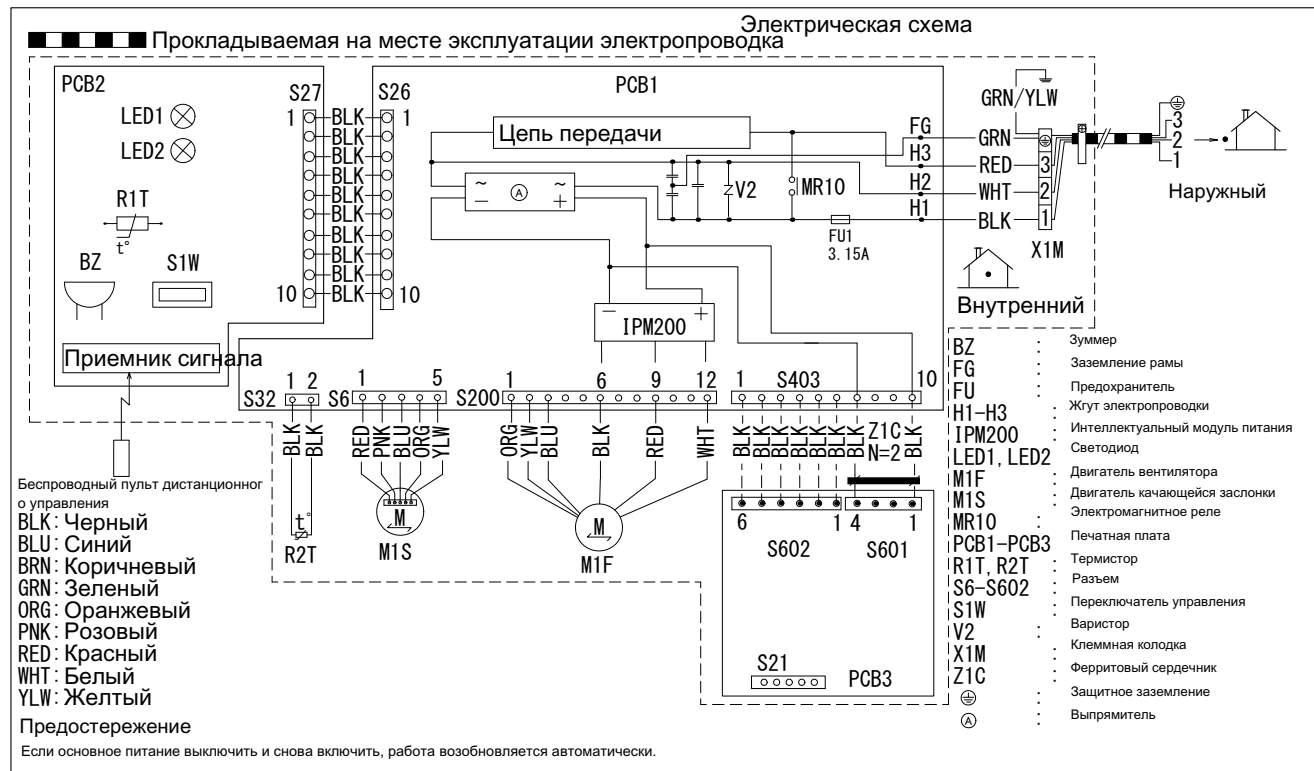 Электрическая схема
Прокладываемая на месте эксплуатации электропроводка
PCB2
S27
S26
PCB1
LED1
LED2
R1T
t°
BZ
S1W
Приемник сигнала
1
BLK
BLK
BLK
BLK
BLK
BLK
BLK
BLK
BLK
BLK
1
10
10
Цепь передачи
~ ~
A
− +
V2
MR10
FU1
3.15A
FG
H3
H2
H1
GRN/YLW
GRN
RED
WHT
BLK
3
2
1
X1M
3
2
1
Наружный
Внутренний
− +
IPM200
S32 1 2
S6 1 5
S200 1 6 9 12
1 S403 10
BLK BLK
RED PNK BLU ORG YLW
ORG YLW BLU BLK RED WHT
BLK BLK BLK BLK BLK BLK BLK Z1C BLK
N=2
t°
R2T
M
M1S
M
M1F
6 1 4 1
S602 S601
S21
PCB3
Беспроводный пульт дистанционног
о управления
BLK: Черный
BLU: Синий
BRN: Коричневый
GRN: Зеленый
ORG: Оранжевый
PNK: Розовый
RED: Красный
WHT: Белый
YLW: Желтый
Предостережение
Если основное питание выключить и снова включить, работа возобновляется автоматически.
BZ : Зуммер
FG : Заземление рамы
FU : Предохранитель
H1-H3 : Жгут электропроводки
IPM200 : Интеллектуальный модуль питания
LED1, LED2 : Светодиод
M1F : Двигатель вентилятора
M1S : Двигатель качающейся заслонки
MR10 : Электромагнитное реле
PCB1-PCB3 : Печатная плата
R1T, R2T : Термистор
S6-S602 : Разъем
S1W : Переключатель управления
V2 : Варистор
X1M : Клеммная колодка
Z1C : Ферритовый сердечник
: Защитное заземление
A : Выпрямитель